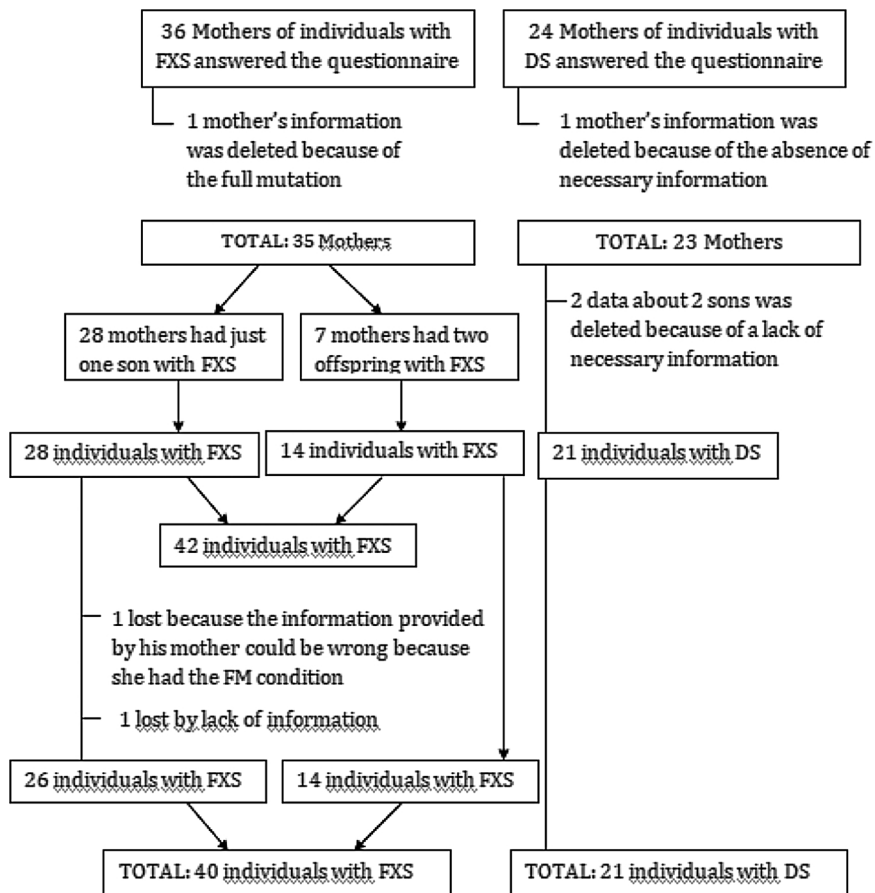 36 Mothers of individuals with
FXS answered the questionnaire
24 Mothers of individuals with
DS answered the questionnaire
1 mother's information
was deleted because of
the full mutation
1 mother's information was
deleted because of the absence of
necessary information
TOTAL: 35 Mothers
TOTAL: 23 Mothers
2 data about 2 sons was
deleted because of a lack of
necessary information
28 mothers had just
one son with FXS
7 mothers had two
offspring with FXS
28 individuals with FXS
14 individuals with FXS
21 individuals with DS
42 individuals with FXS
1 lost because the information provided
by his mother could be wrong because
she had the FM condition
1 lost by lack of information
26 individuals with FXS
14 individuals with FXS
TOTAL: 40 individuals with FXS
TOTAL: 21 individuals with DS